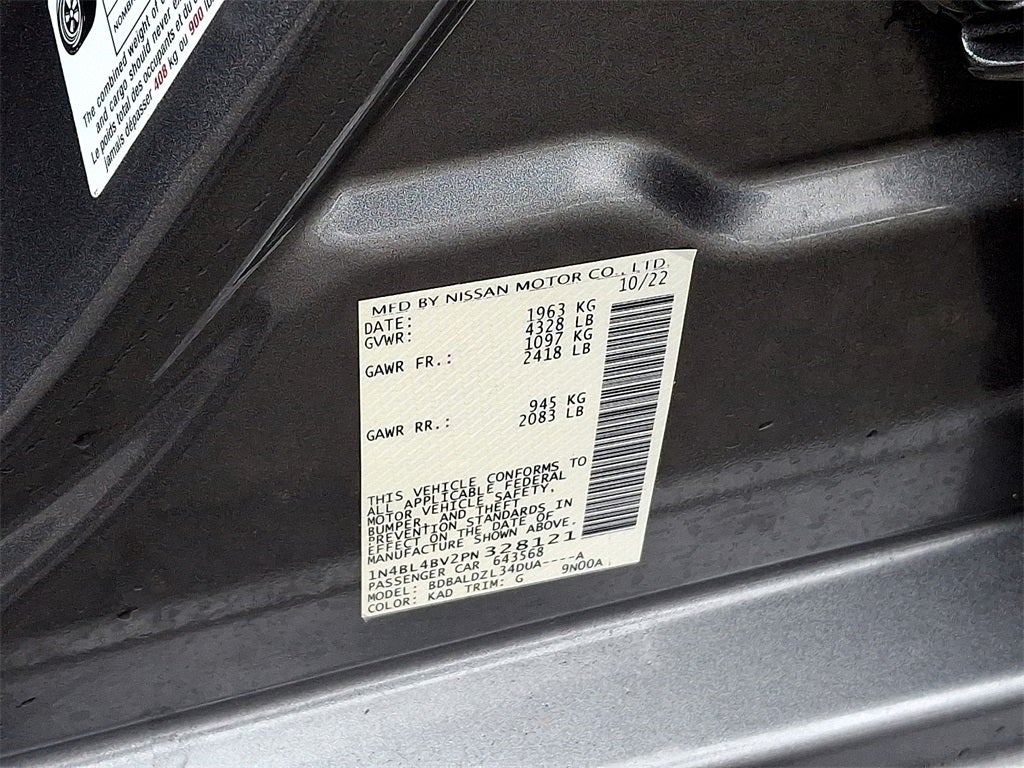 NOMBR
The combined weight of
and cargo should never
Le poids total des occupants et du
jamais dépasser 408 kg ou 900
MFD BY NISSAN MOTOR CO., LTD.
DATE: 10/22
GVWR: 1963 KG
4328 LB
GAWR FR.: 1097 KG
2418 LB
GAWR RR.: 945 KG
2083 LB
THIS VEHICLE CONFORMS TO
ALL APPLICABLE FEDERAL
MOTOR VEHICLE SAFETY,
BUMPER, AND THEFT
PREVENTION STANDARDS IN
EFFECT ON THE DATE OF
MANUFACTURE SHOWN ABOVE.
1N4BL4BV2PN328121
PASSENGER CAR 643568
MODEL: BDBALDZL34DUA----A
COLOR: KAD TRIM: G 9N00A